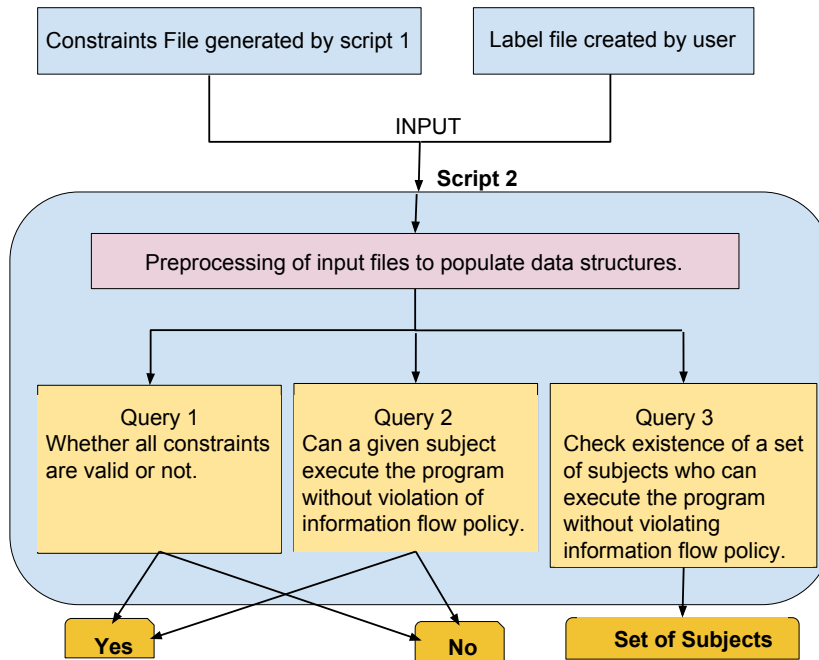 Constraints File generated by script 1
Label file created by user
INPUT
Script 2
Preprocessing of input files to populate data structures.
Query 1
Whether all constraints
are valid or not.
Query 2
Can a given subject
execute the program
without violation of
information flow policy.
Query 3
Check existence of a set
of subjects who can
execute the program
without violating
information flow policy.
Yes
No
Set of Subjects